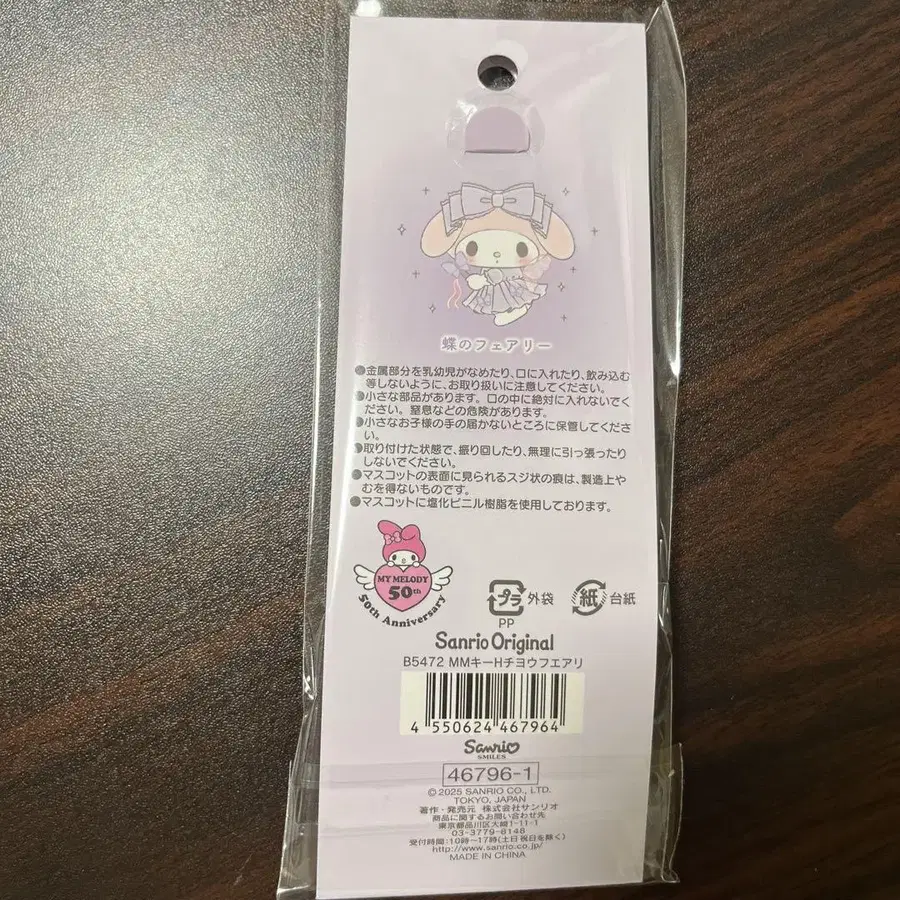 蝶のフェアリー
●金属部分を乳幼児がなめたり、口に入れたり、飲み込む
等しないように、お取り扱いに注意してください。
●小さな部品があります。口の中に絶対に入れないでく
ださい。窒息などの危険があります。
●小さなお子様の手の届かないところに保管してくださ
い。
●取り付けた状態で、振り回したり、無理に引っ張ったり
しないでください。
●マスコットの表面に見られるスジ状の痕は、製造上や
むを得ないものです。
●マスコットに塩化ビニル樹脂を使用しております。
MY MELODY
50th
50th Anniversary
プラ 外袋
PP
紙 台紙
Sanrio Original
B5472 MMキーHチヨウフエアリ
4 550624 467964
Sanrio
SMILES
46796-1
© 2025 SANRIO CO., LTD.
TOKYO, JAPAN
著作・発売元 株式会社サンリオ
商品に関するお問い合わせ先
東京都品川区大崎1-11-1
03-3779-8148
受付時間:10時~17時(土日祝日を除く)
http://www.sanrio.co.jp/
MADE IN CHINA